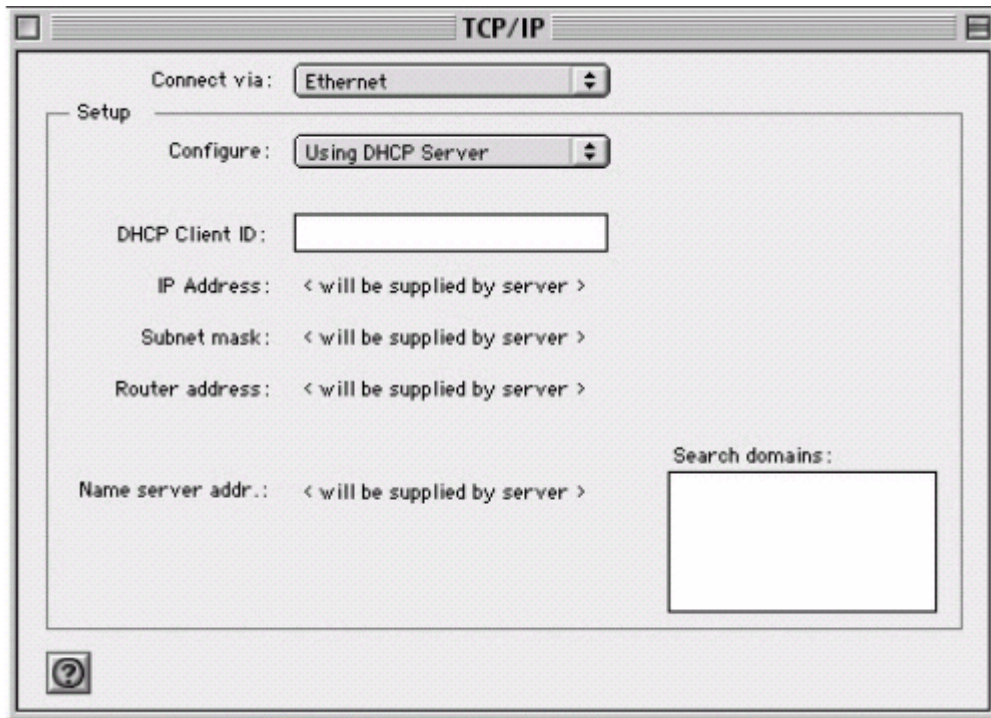 TCP/IP
Connect via: Ethernet
Setup
Configure: Using DHCP Server
DHCP Client ID:
IP Address: < will be supplied by server >
Subnet mask: < will be supplied by server >
Router address: < will be supplied by server >
Search domains:
Name server addr.: < will be supplied by server >
?